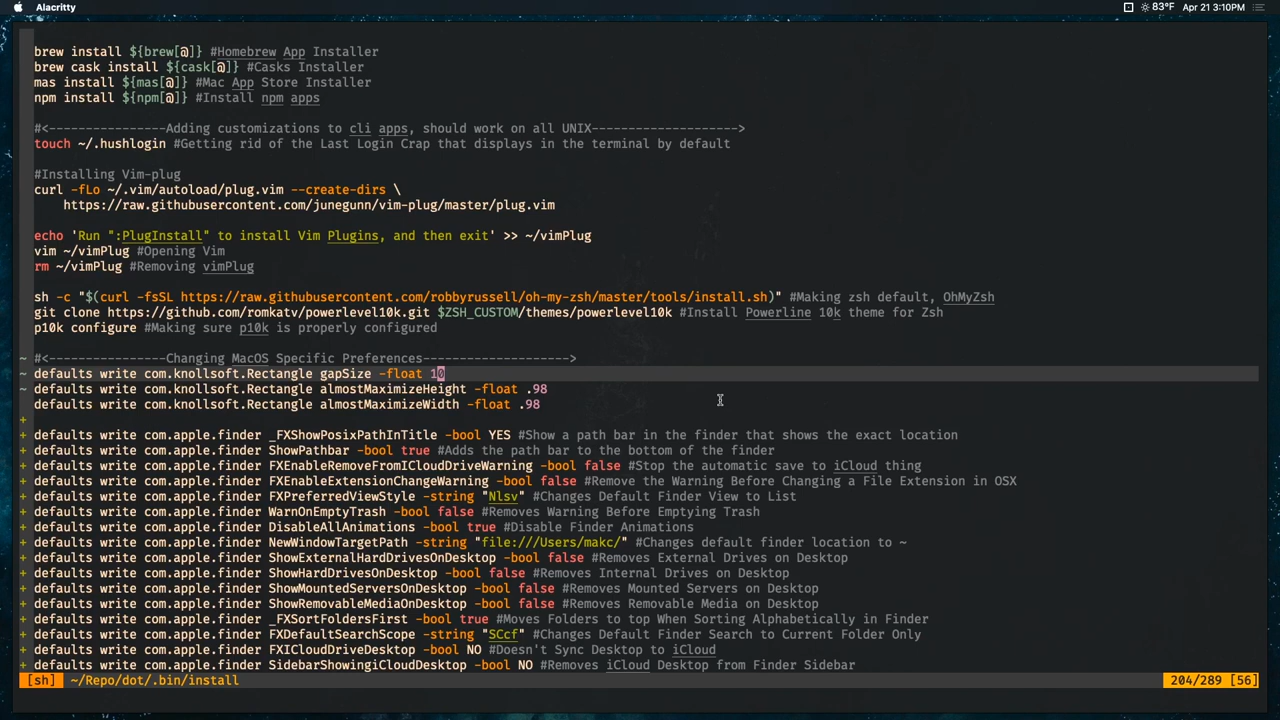 Alacritty
83°F Apr 21 3:10PM
brew install ${brew[@]} #Homebrew App Installer
brew cask install ${cask[@]} #Casks Installer
mas install ${mas[@]} #Mac App Store Installer
npm install ${npm[@]} #Install npm apps
#<----------------Adding customizations to cli apps, should work on all UNIX-------------------->
touch ~/.hushlogin #Getting rid of the Last Login Crap that displays in the terminal by default
#Installing Vim-plug
curl -fLo ~/.vim/autoload/plug.vim --create-dirs \
https://raw.githubusercontent.com/junegunn/vim-plug/master/plug.vim
echo 'Run ":PlugInstall" to install Vim Plugins, and then exit' >> ~/vimPlug
vim ~/vimPlug #Opening Vim
rm ~/vimPlug #Removing vimPlug
sh -c "$(curl -fsSL https://raw.githubusercontent.com/robbyrussell/oh-my-zsh/master/tools/install.sh)" #Making zsh default, OhMyZsh
git clone https://github.com/romkatv/powerlevel10k.git $ZSH_CUSTOM/themes/powerlevel10k #Install Powerline 10k theme for Zsh
p10k configure #Making sure p10k is properly configured
~ #<----------------Changing MacOS Specific Preferences------------------->
~ defaults write com.knollsoft.Rectangle gapSize -float 10
~ defaults write com.knollsoft.Rectangle almostMaximizeHeight -float .98
defaults write com.knollsoft.Rectangle almostMaximizeWidth -float .98
+
+ defaults write com.apple.finder _FXShowPosixPathInTitle -bool YES #Show a path bar in the finder that shows the exact location
+ defaults write com.apple.finder ShowPathbar -bool true #Adds the path bar to the bottom of the finder
+ defaults write com.apple.finder FXEnableRemoveFromICloudDriveWarning -bool false #Stop the automatic save to iCloud thing
+ defaults write com.apple.finder FXEnableExtensionChangeWarning -bool false #Remove the Warning Before Changing a File Extension in OSX
+ defaults write com.apple.finder FXPreferredViewStyle -string "Nlsv" #Changes Default Finder View to List
+ defaults write com.apple.finder WarnOnEmptyTrash -bool false #Removes Warning Before Emptying Trash
+ defaults write com.apple.finder DisableAllAnimations -bool true #Disable Finder Animations
+ defaults write com.apple.finder NewWindowTargetPath -string "file:///Users/makc/" #Changes default finder location to ~
+ defaults write com.apple.finder ShowExternalHardDrivesOnDesktop -bool false #Removes External Drives on Desktop
+ defaults write com.apple.finder ShowHardDrivesOnDesktop -bool false #Removes Internal Drives on Desktop
+ defaults write com.apple.finder ShowMountedServersOnDesktop -bool false #Removes Mounted Servers on Desktop
+ defaults write com.apple.finder ShowRemovableMediaOnDesktop -bool false #Removes Removable Media on Desktop
+ defaults write com.apple.finder _FXSortFoldersFirst -bool true #Moves Folders to top When Sorting Alphabetically in Finder
+ defaults write com.apple.finder FXDefaultSearchScope -string "SCcf" #Changes Default Finder Search to Current Folder Only
+ defaults write com.apple.finder FXICloudDriveDesktop -bool NO #Doesn't Sync Desktop to iCloud
+ defaults write com.apple.finder SidebarShowingiCloudDesktop -bool NO #Removes iCloud Desktop from Finder Sidebar
[sh] ~/Repo/dot/.bin/install 204/289 [56]